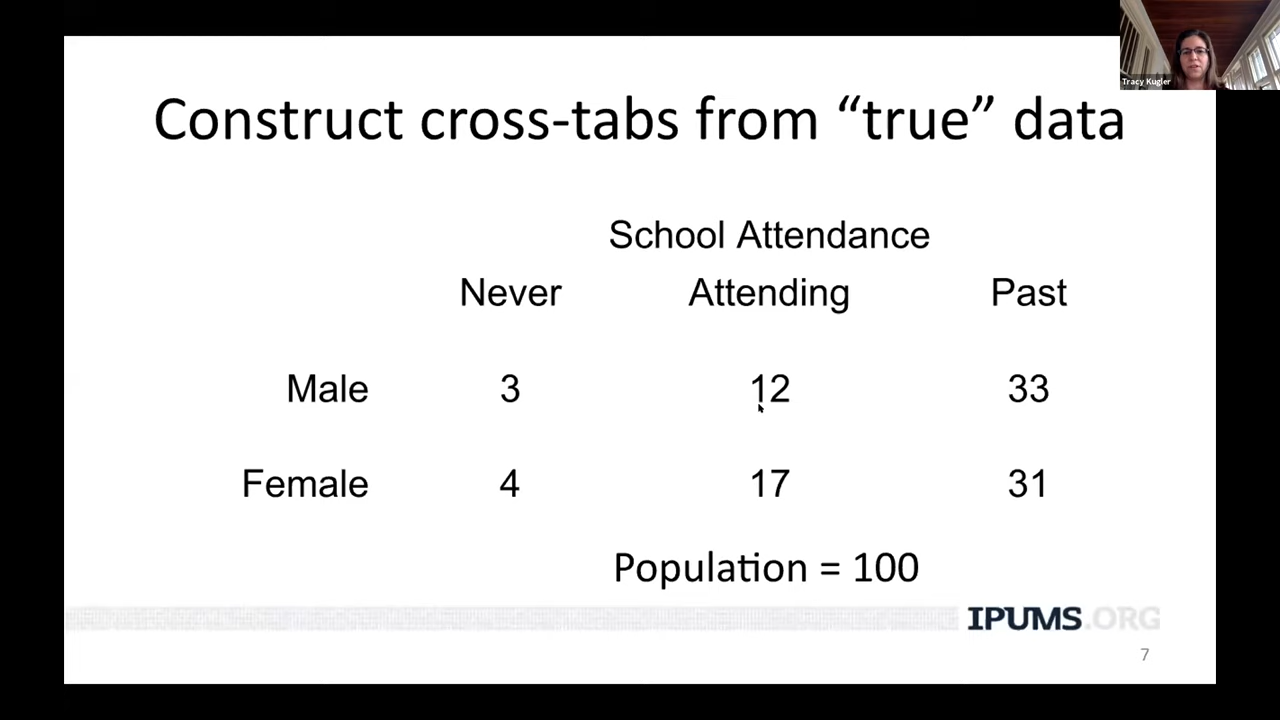 Tracy Kugler
Construct cross-tabs from “true” data
School Attendance
Never Attending Past
Male 3 12 33
Female 4 17 31
Population = 100
IPUMS.ORG
7